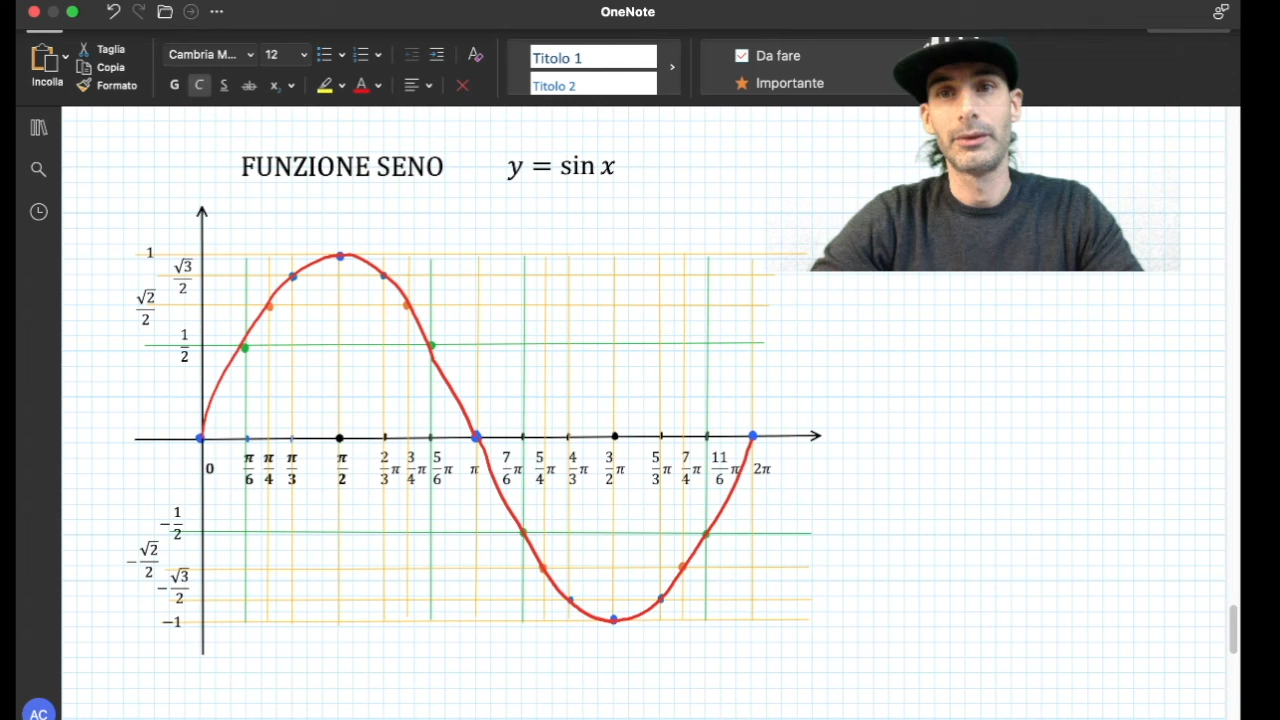 OneNote
Incolla
Taglia
Copia
Formato
Cambria M...
12
G C S ab x
A
Titolo 1
Titolo 2
Da fare
Importante
FUNZIONE SENO y = sin x
1
√3/2
√2/2
1/2
0 π/6 π/4 π/3 π/2 2/3π 3/4π 5/6π π 7/6π 5/4π 4/3π 3/2π 5/3π 7/4π 11/6π 2π
−1/2
−√2/2
−√3/2
−1
AC